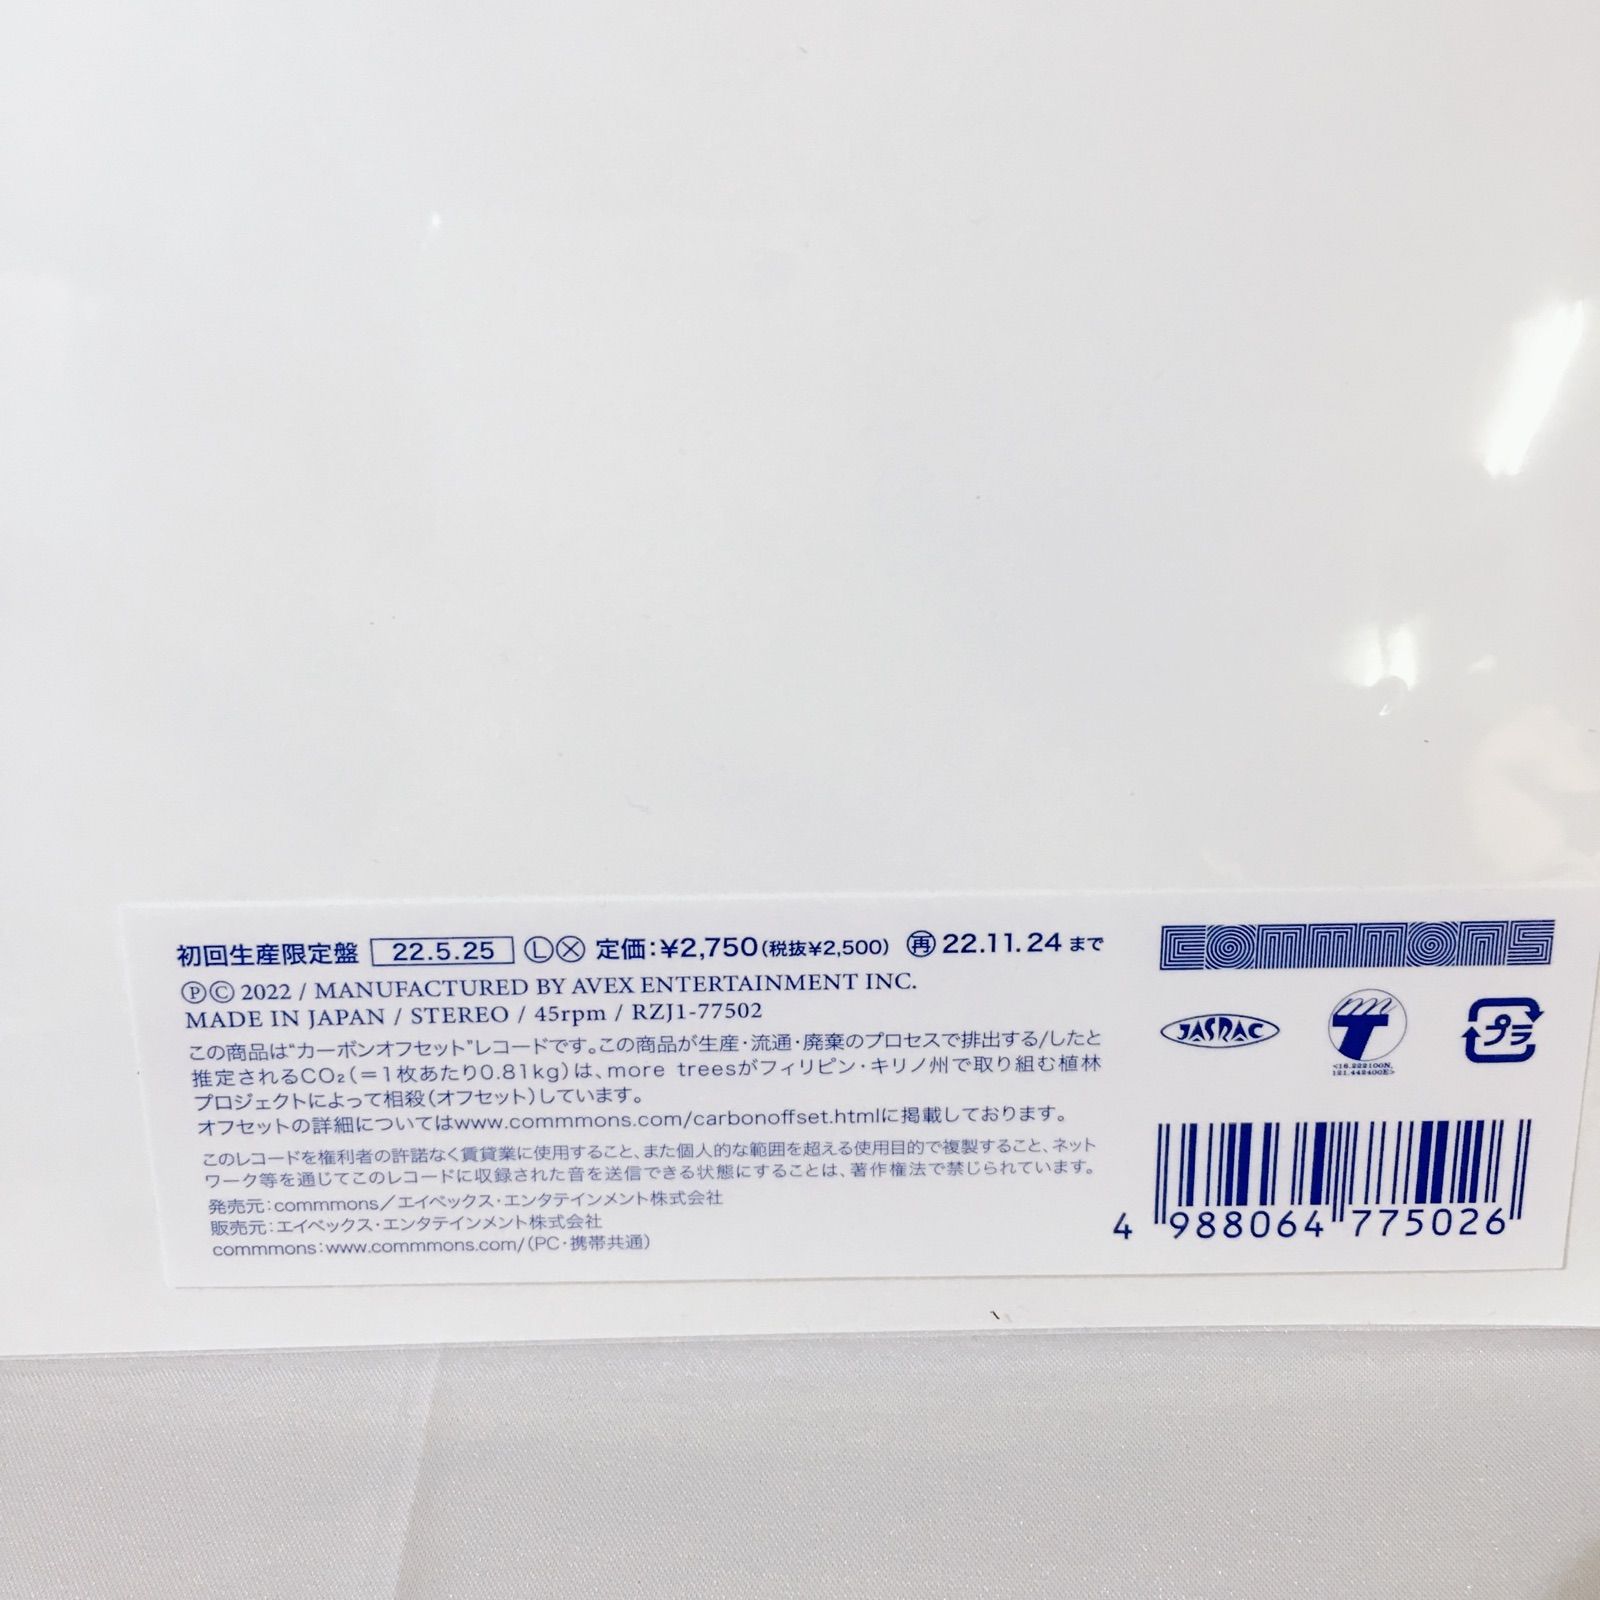 初回生産限定盤 22.5.25 Ⓛ Ⓧ 定価:¥2,750(税抜¥2,500) ㊢ 22.11.24まで
ⓅⒸ 2022 / MANUFACTURED BY AVEX ENTERTAINMENT INC.
MADE IN JAPAN / STEREO / 45rpm / RZJ1-77502
この商品は"カーボンオフセット"レコードです。この商品が生産・流通・廃棄のプロセスで排出する/したと
推定されるCO₂(=1枚あたり0.81kg)は、more treesがフィリピン・キリノ州で取り組む植林
プロジェクトによって相殺(オフセット)しています。
オフセットの詳細についてはwww.commmons.com/carbonoffset.htmlに掲載しております。
このレコードを権利者の許諾なく賃貸業に使用すること、また個人的な範囲を超える使用目的で複製すること、ネット
ワーク等を通じてこのレコードに収録された音を送信できる状態にすることは、著作権法で禁じられています。
発売元:commmons/エイベックス・エンタテインメント株式会社
販売元:エイベックス・エンタテインメント株式会社
commmons:www.commmons.com/(PC・携帯共通)
commmons
JASRAC
mT
<16.222100N,
121.442400E>
プラ
4 988064 775026